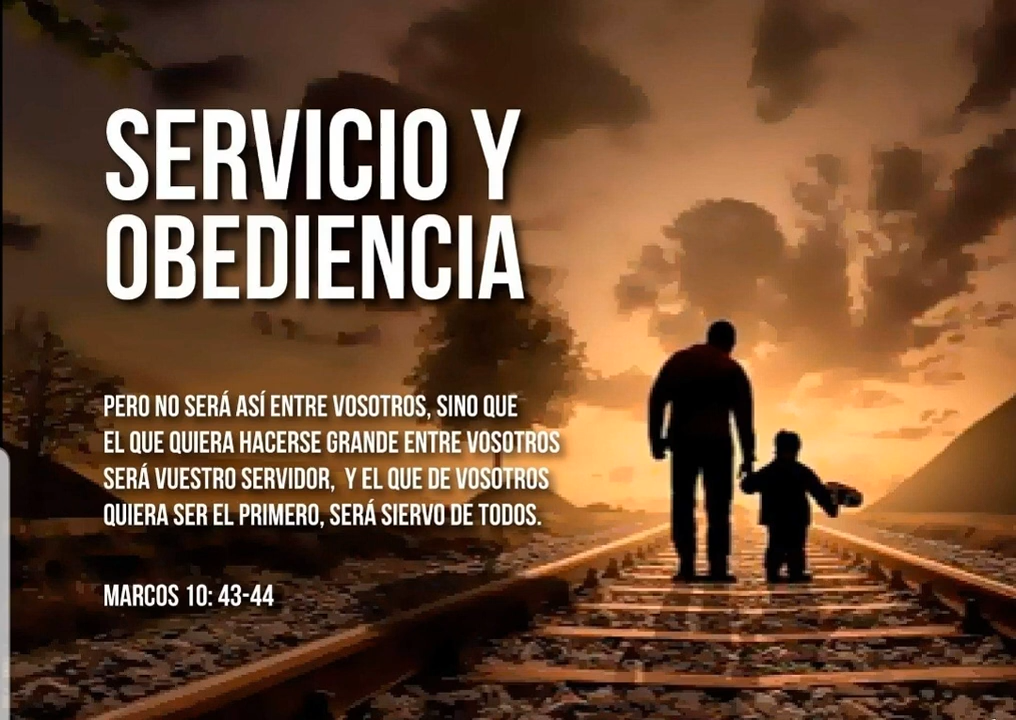 SERVICIO Y
OBEDIENCIA
PERO NO SERÁ ASÍ ENTRE VOSOTROS, SINO QUE
EL QUE QUIERA HACERSE GRANDE ENTRE VOSOTROS
SERÁ VUESTRO SERVIDOR, Y EL QUE DE VOSOTROS
QUIERA SER EL PRIMERO, SERÁ SIERVO DE TODOS.
MARCOS 10: 43-44